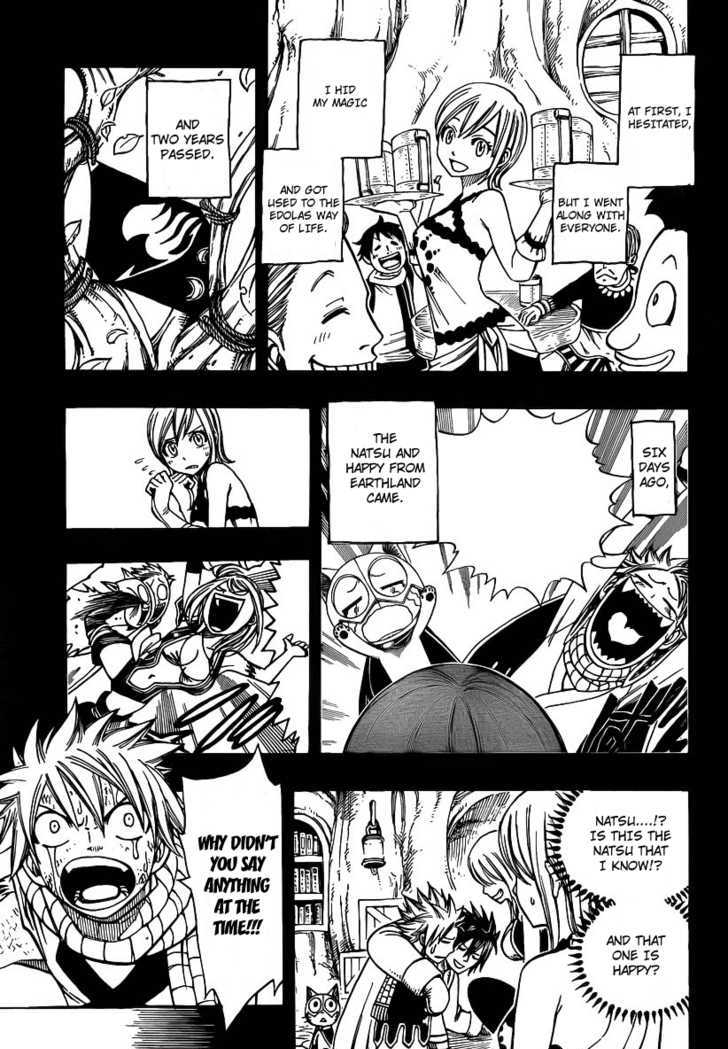 AT FIRST, I
HESITATED,
BUT I WENT
ALONG WITH
EVERYONE.
I HID
MY MAGIC
AND GOT
USED TO THE
EDOLAS WAY
OF LIFE.
AND
TWO YEARS
PASSED.
SIX
DAYS
AGO,
THE
NATSU AND
HAPPY FROM
EARTHLAND
CAME.
NATSU....!?
IS THIS THE
NATSU THAT
I KNOW!?
AND THAT
ONE IS
HAPPY?
WHY DIDN'T
YOU SAY
ANYTHING
AT THE
TIME!!!